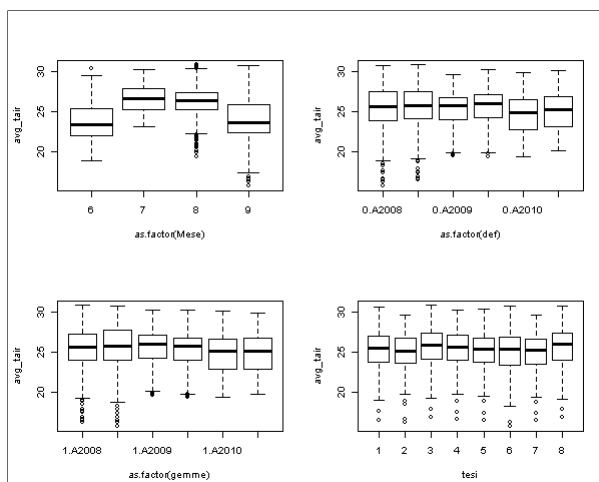 avg_tair
30
25
20
6 7 8 9
as.factor(Mese)
avg_tair
30
25
20
0.A2008 0.A2009 0.A2010
as.factor(def)
avg_tair
30
25
20
1.A2008 1.A2009 1.A2010
as.factor(gemme)
avg_tair
30
25
20
1 2 3 4 5 6 7 8
tesi